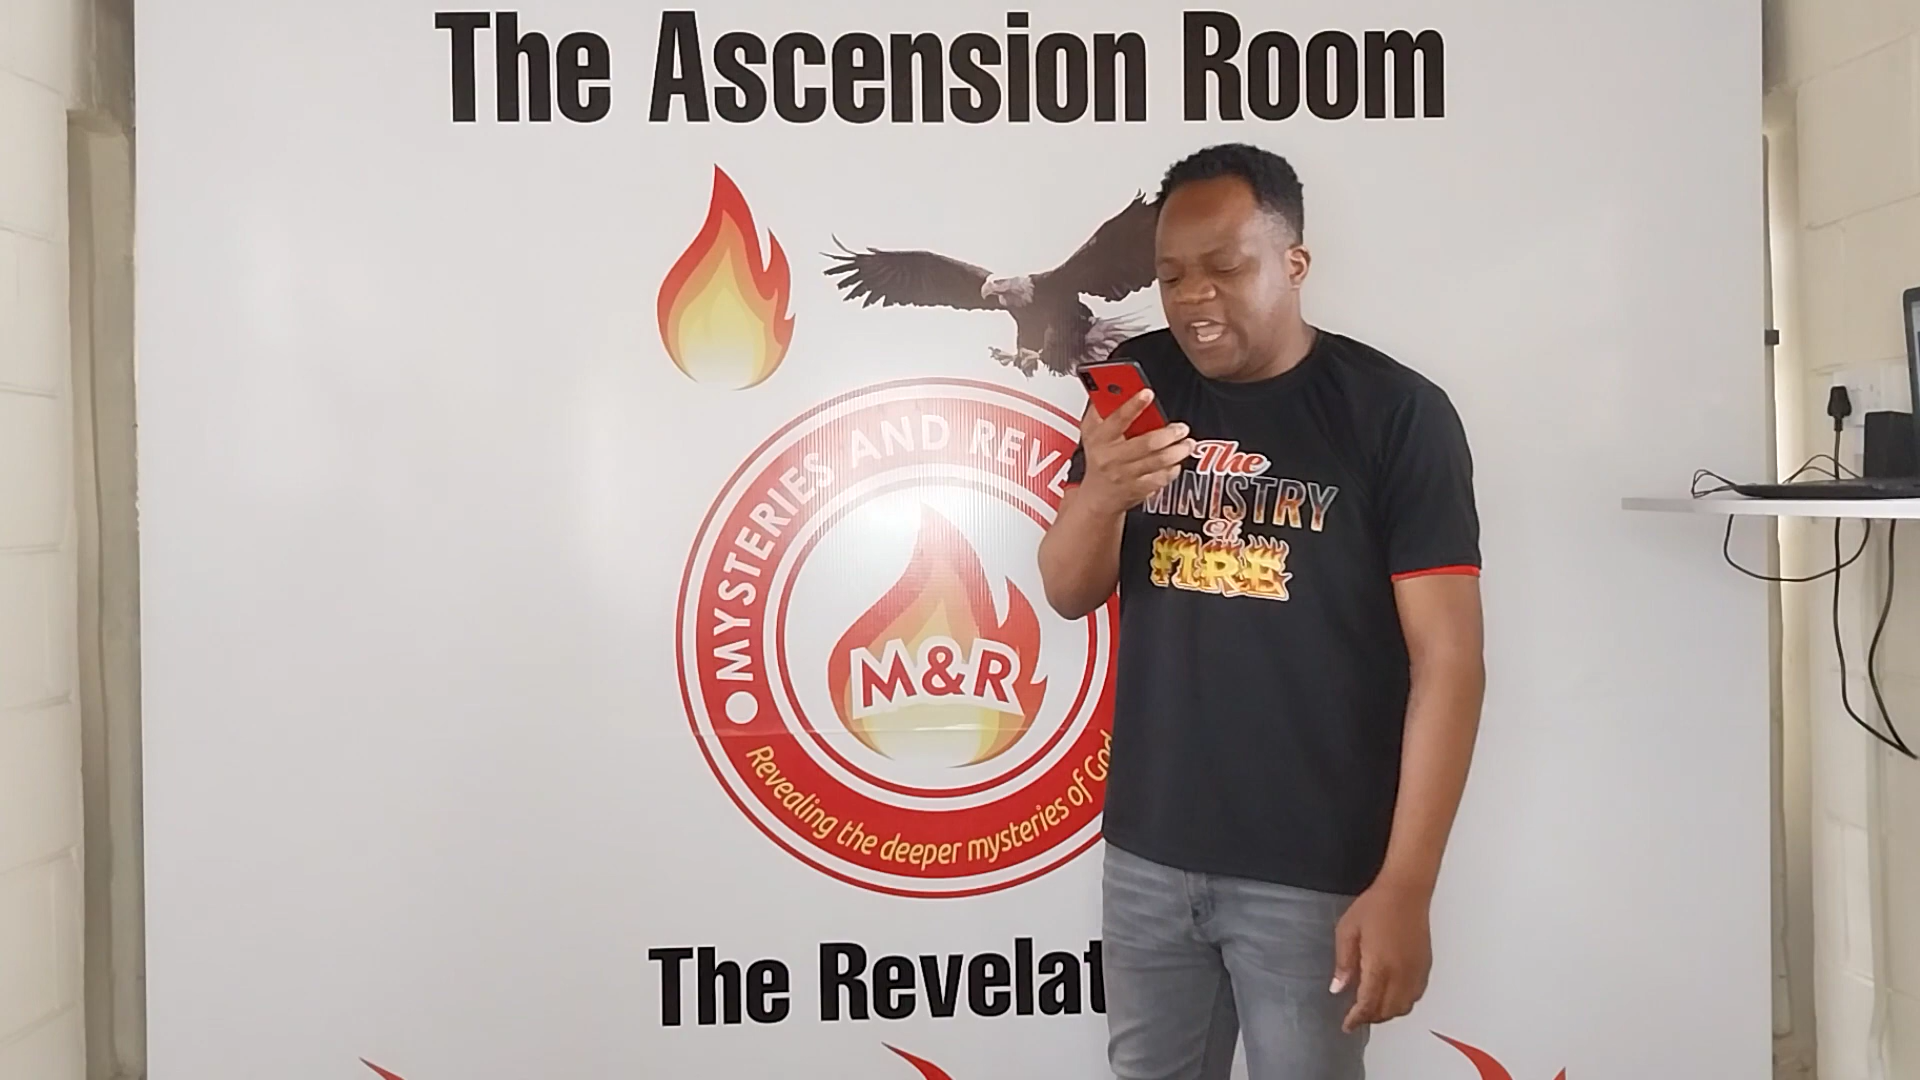 The Ascension Room
MYSTERIES AND REVE
M&R
Revealing the deeper mysteries of God
The
MINISTRY
Of
FIRE
The Revelat